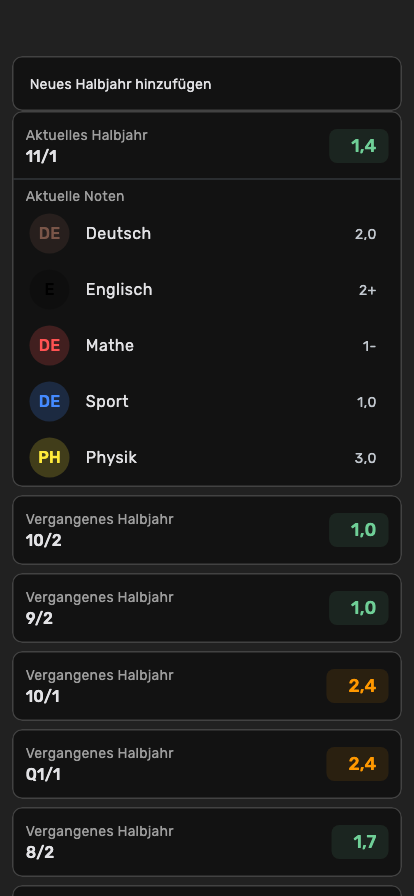 Neues Halbjahr hinzufügen
Aktuelles Halbjahr
11/1
1,4
Aktuelle Noten
DE Deutsch 2,0
E Englisch 2+
DE Mathe 1-
DE Sport 1,0
PH Physik 3,0
Vergangenes Halbjahr
10/2
1,0
Vergangenes Halbjahr
9/2
1,0
Vergangenes Halbjahr
10/1
2,4
Vergangenes Halbjahr
Q1/1
2,4
Vergangenes Halbjahr
8/2
1,7